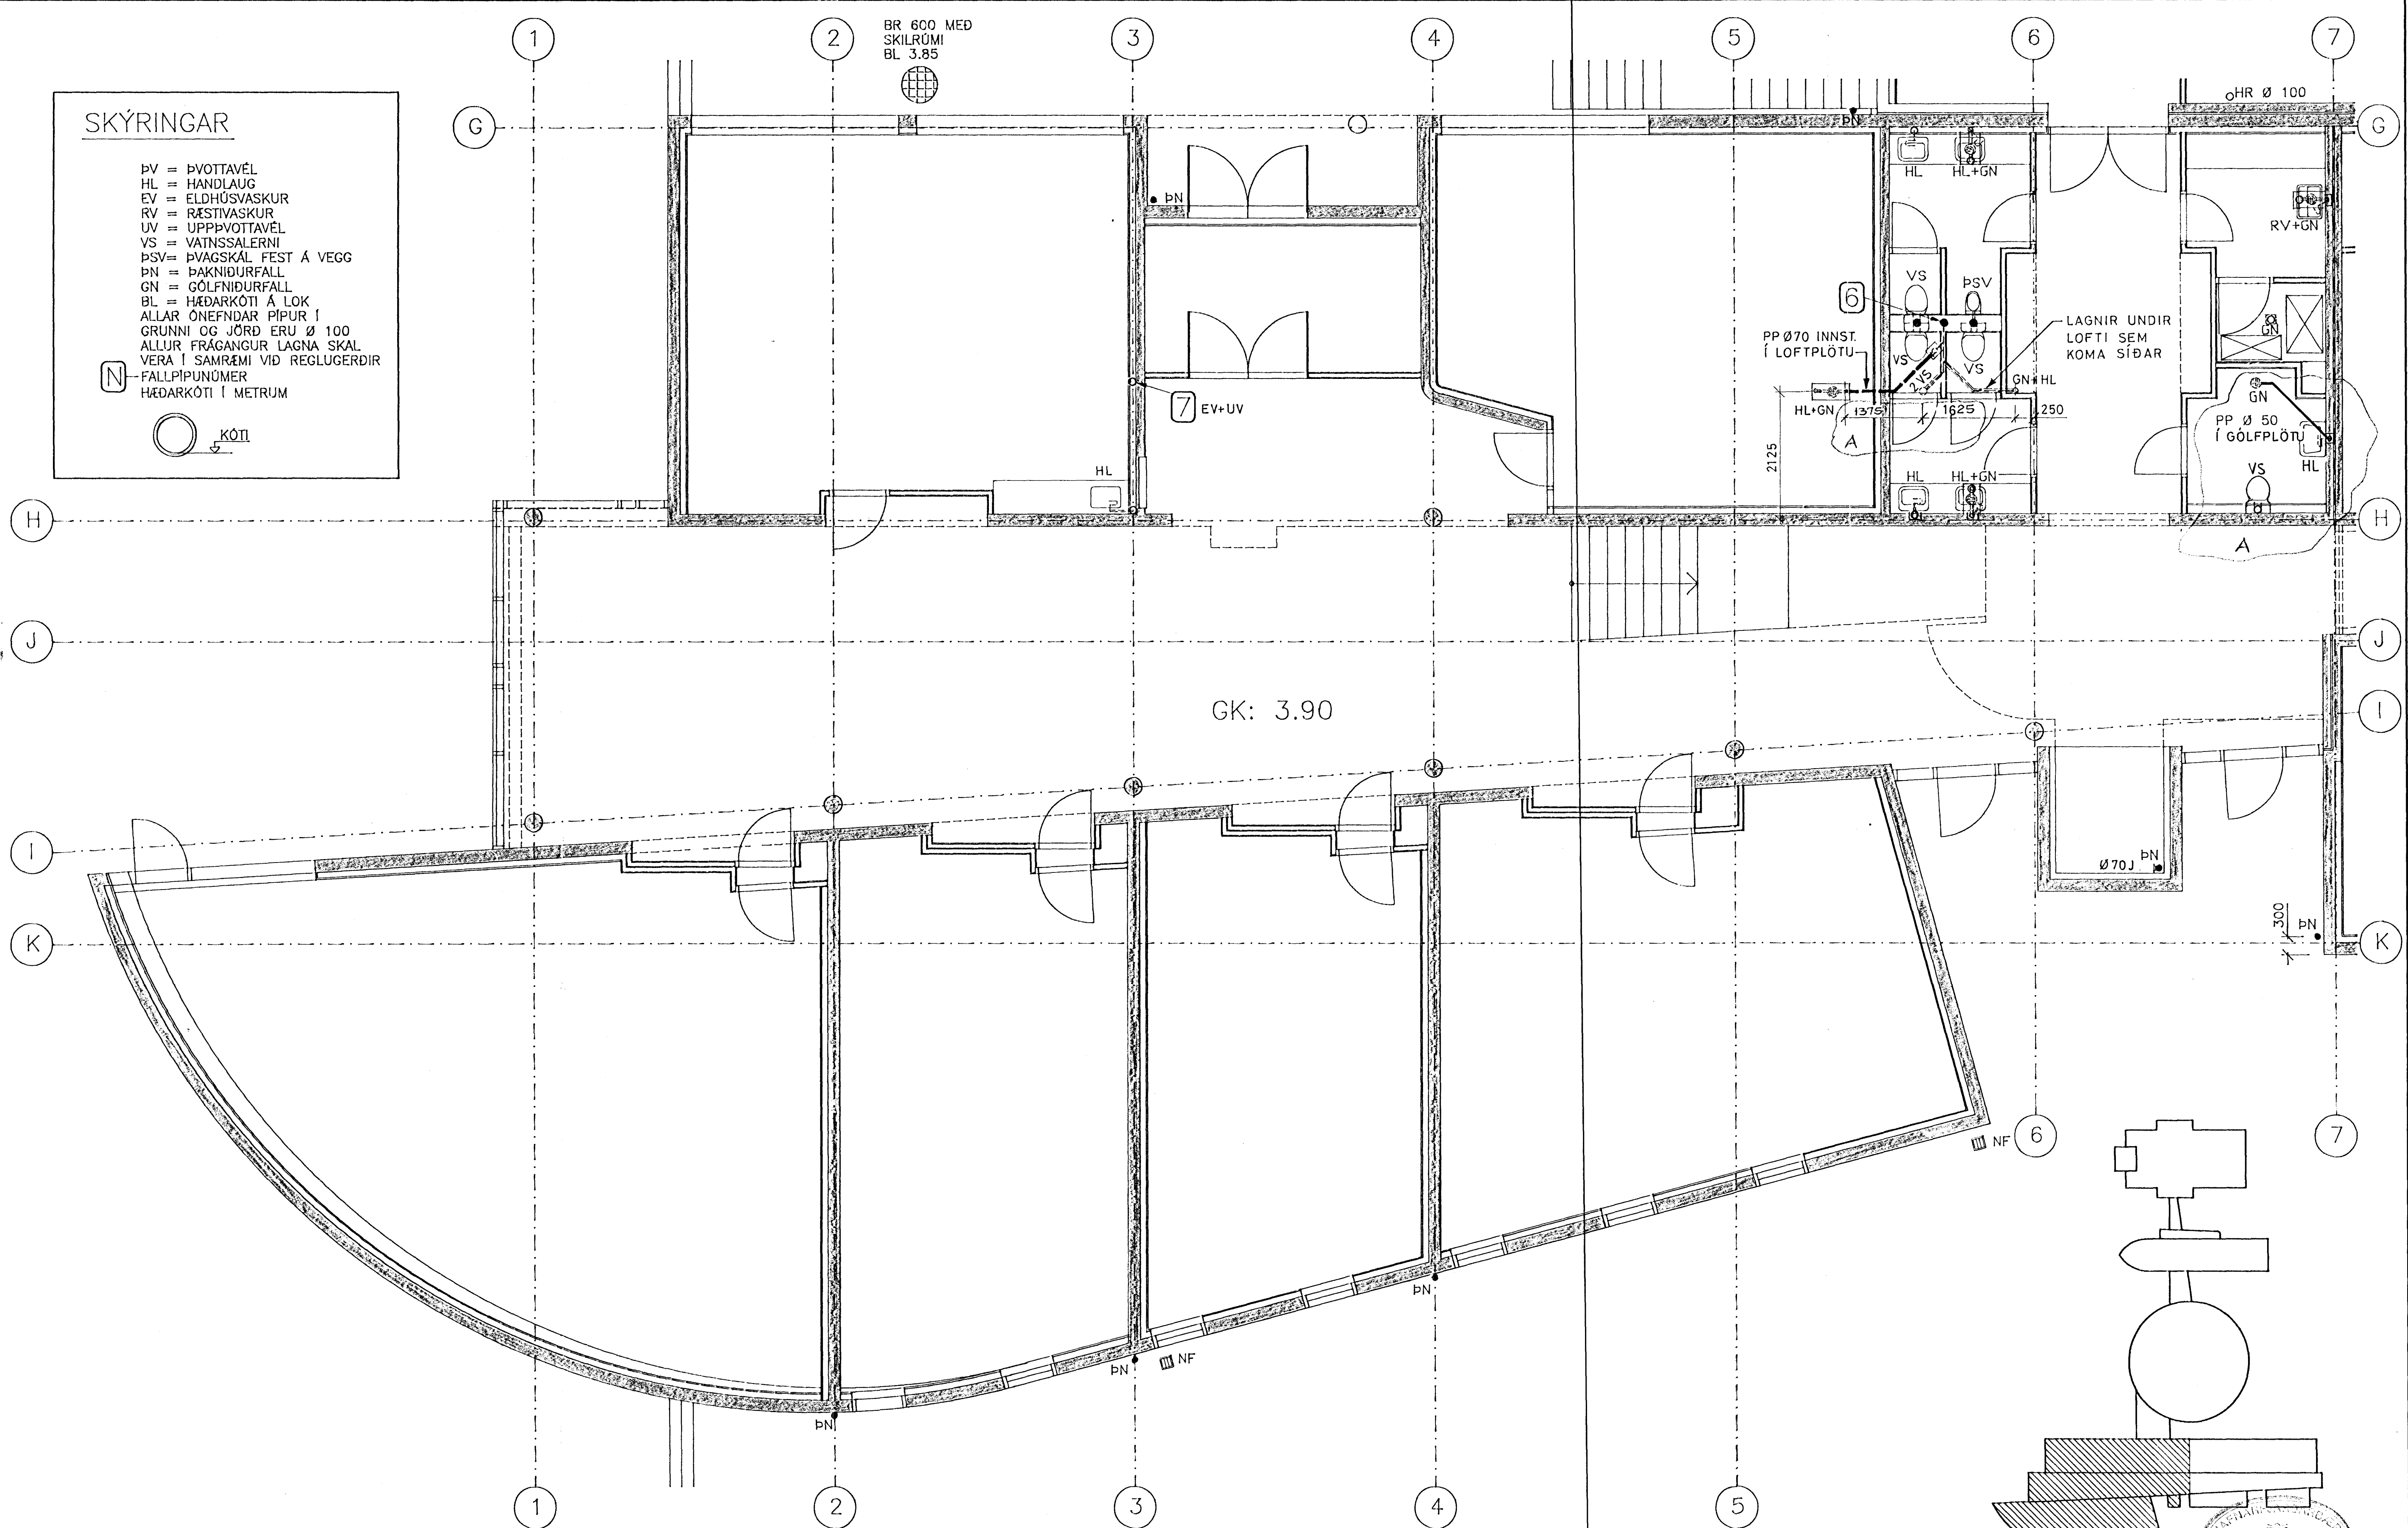 1
2
BR 600 MEÐ
SKILRÚMI
BL 3.85
3
4
5
6
7
SKÝRINGAR
ÞV = ÞVOTTAVÉL
HL = HANDLAUG
EV = ELDHÚSVASKUR
RV = RÆSTIVASKUR
UV = UPPÞVOTTAVÉL
VS = VATNSSALERNI
ÞSV= ÞVAGSKÁL FEST Á VEGG
ÞN = ÞAKNIÐURFALL
GN = GÓLFNIÐURFALL
BL = HÆÐARKÓTI Á LOK
ALLAR ÓNEFNDAR PÍPUR Í
GRUNNI OG JÖRÐ ERU Ø 100
ALLUR FRÁGANGUR LAGNA SKAL
VERA Í SAMRÆMI VIÐ REGLUGERÐIR
N FALLPÍPUNÚMER
HÆÐARKÓTI Í METRUM
KÓTI
G
HR Ø 100
G
ÞN
ÞN
HL
HL+GN
RV+GN
VS
ÞSV
6
GN
LAGNIR UNDIR
LOFTI SEM
KOMA SÍÐAR
PP Ø70 INNST.
Í LOFTPLÖTU
VS
VS
2 VS
GN+HL
HL+GN
1375
1625
250
A
2125
7
EV+UV
GN
PP Ø 50
Í GÓLFPLÖTU
HL
VS
A
HL
HL
HL+GN
H
H
J
J
GK: 3.90
I
I
Ø70J
ÞN
300
ÞN
K
K
NF
6
7
ÞN
ÞN
NF
ÞN
1
2
3
4
5